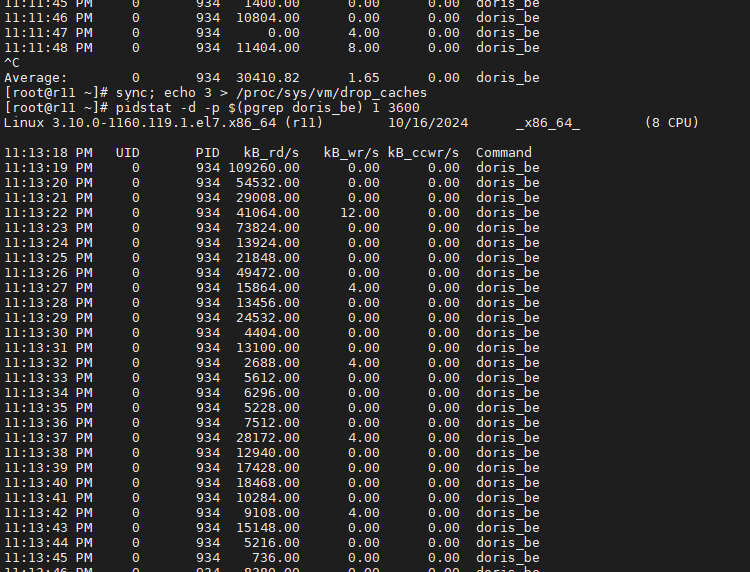 11:11:45 PM     0       934   1400.00      0.00      0.00  doris_be
11:11:46 PM     0       934  10804.00      0.00      0.00  doris_be
11:11:47 PM     0       934      0.00      4.00      0.00  doris_be
11:11:48 PM     0       934  11404.00      8.00      0.00  doris_be
^C
Average:        0       934  30410.82      1.65      0.00  doris_be
[root@r11 ~]# sync; echo 3 > /proc/sys/vm/drop_caches
[root@r11 ~]# pidstat -d -p $(pgrep doris_be) 1 3600
Linux 3.10.0-1160.119.1.el7.x86_64 (r11)        10/16/2024      _x86_64_        (8 CPU)
11:13:18 PM   UID       PID   kB_rd/s   kB_wr/s kB_ccwr/s  Command
11:13:19 PM     0       934 109260.00      0.00      0.00  doris_be
11:13:20 PM     0       934  54532.00      0.00      0.00  doris_be
11:13:21 PM     0       934  29008.00      0.00      0.00  doris_be
11:13:22 PM     0       934  41064.00     12.00      0.00  doris_be
11:13:23 PM     0       934  73824.00      0.00      0.00  doris_be
11:13:24 PM     0       934  13924.00      0.00      0.00  doris_be
11:13:25 PM     0       934  21848.00      0.00      0.00  doris_be
11:13:26 PM     0       934  49472.00      0.00      0.00  doris_be
11:13:27 PM     0       934  15864.00      4.00      0.00  doris_be
11:13:28 PM     0       934  13456.00      0.00      0.00  doris_be
11:13:29 PM     0       934  24532.00      0.00      0.00  doris_be
11:13:30 PM     0       934   4404.00      0.00      0.00  doris_be
11:13:31 PM     0       934  13100.00      0.00      0.00  doris_be
11:13:32 PM     0       934   2688.00      4.00      0.00  doris_be
11:13:33 PM     0       934   5612.00      0.00      0.00  doris_be
11:13:34 PM     0       934   6296.00      0.00      0.00  doris_be
11:13:35 PM     0       934   5228.00      0.00      0.00  doris_be
11:13:36 PM     0       934   7512.00      0.00      0.00  doris_be
11:13:37 PM     0       934  28172.00      4.00      0.00  doris_be
11:13:38 PM     0       934  12940.00      0.00      0.00  doris_be
11:13:39 PM     0       934  17428.00      0.00      0.00  doris_be
11:13:40 PM     0       934  18468.00      0.00      0.00  doris_be
11:13:41 PM     0       934  10284.00      0.00      0.00  doris_be
11:13:42 PM     0       934   9108.00      4.00      0.00  doris_be
11:13:43 PM     0       934  15148.00      0.00      0.00  doris_be
11:13:44 PM     0       934   5216.00      0.00      0.00  doris_be
11:13:45 PM     0       934    736.00      0.00      0.00  doris_be